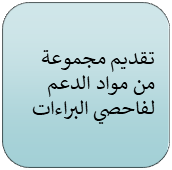 تقديم مجموعة
من مواد الدعم
لفاحصي البراءات